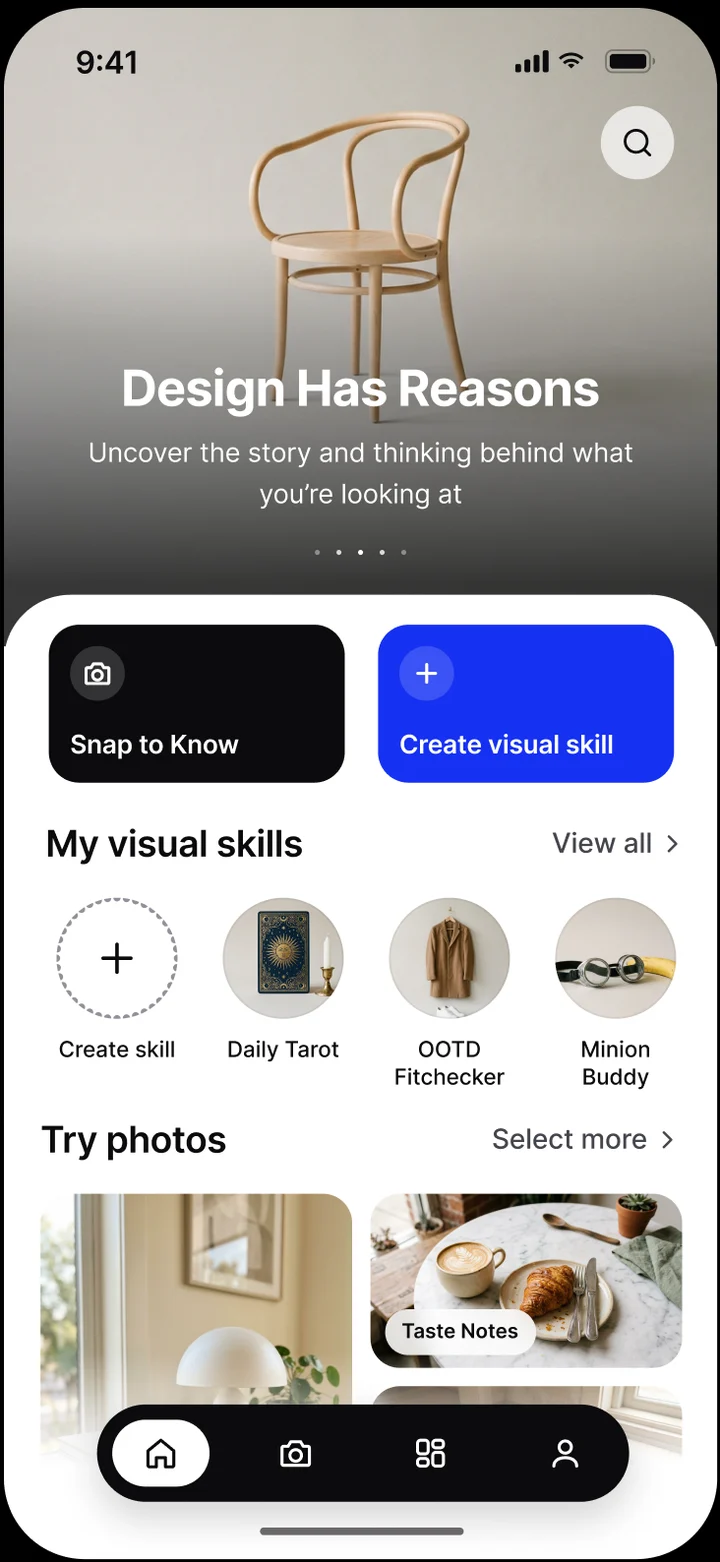 9:41
Design Has Reasons
Uncover the story and thinking behind what
you’re looking at
Snap to Know
Create visual skill
My visual skills
View all
Create skill
Daily Tarot
OOTD
Fitchecker
Minion
Buddy
Try photos
Select more
Taste Notes